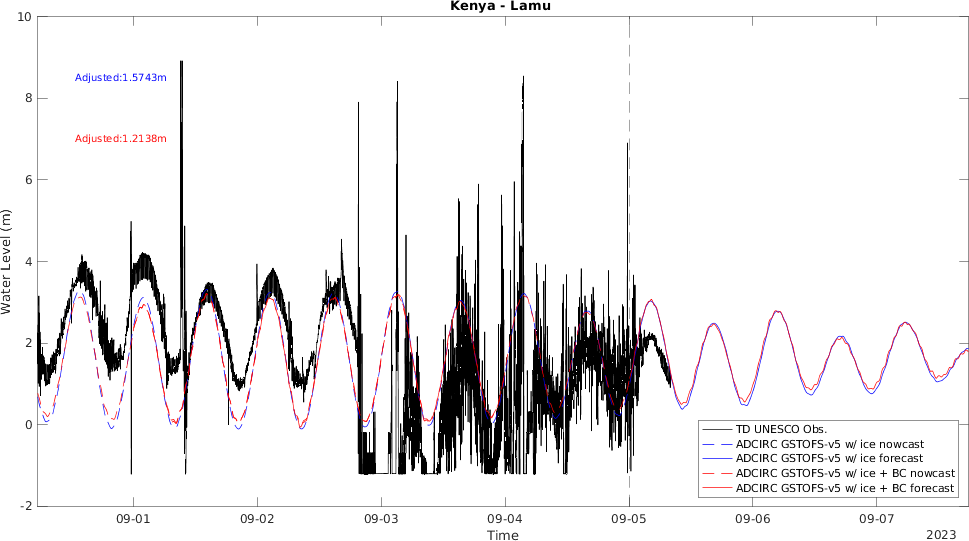 Kenya - Lamu
10
8
6
4
2
0
-2
Water Level (m)
Adjusted:1.5743m
Adjusted:1.2138m
TD UNESCO Obs.
ADCIRC GSTOFS-v5 w/ ice nowcast
ADCIRC GSTOFS-v5 w/ ice forecast
ADCIRC GSTOFS-v5 w/ ice + BC nowcast
ADCIRC GSTOFS-v5 w/ ice + BC forecast
09-01 09-02 09-03 09-04 09-05 09-06 09-07
Time
2023